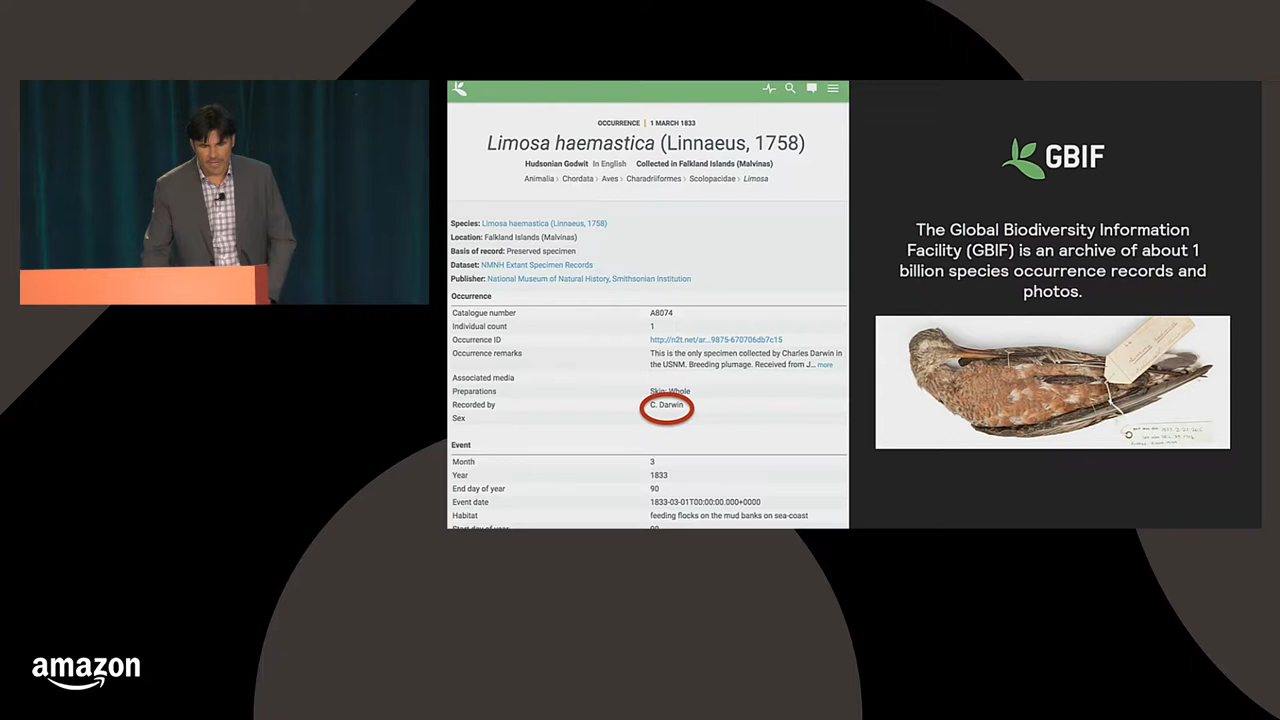 OCCURRENCE | 1 MARCH 1833
Limosa haemastica (Linnaeus, 1758)
Hudsonian Godwit In English Collected in Falkland Islands (Malvinas)
Animalia > Chordata > Aves > Charadriiformes > Scolopacidae > Limosa
Species: Limosa haemastica (Linnaeus, 1758)
Location: Falkland Islands (Malvinas)
Basis of record: Preserved specimen
Dataset: NMNH Extant Specimen Records
Publisher: National Museum of Natural History, Smithsonian Institution
Occurrence
Catalogue number A8074
Individual count 1
Occurrence ID http://n2t.net/ar...9875-670706db7c15
Occurrence remarks This is the only specimen collected by Charles Darwin in
the USNM. Breeding plumage. Received from J... more
Associated media
Preparations Skin: Whole
Recorded by C. Darwin
Sex
Event
Month 3
Year 1833
End day of year 90
Event date 1833-03-01T00:00:00.000+0000
Habitat feeding flocks on the mud banks on sea-coast
Start day of year 90
GBIF
The Global Biodiversity Information
Facility (GBIF) is an archive of about 1
billion species occurrence records and
photos.
amazon